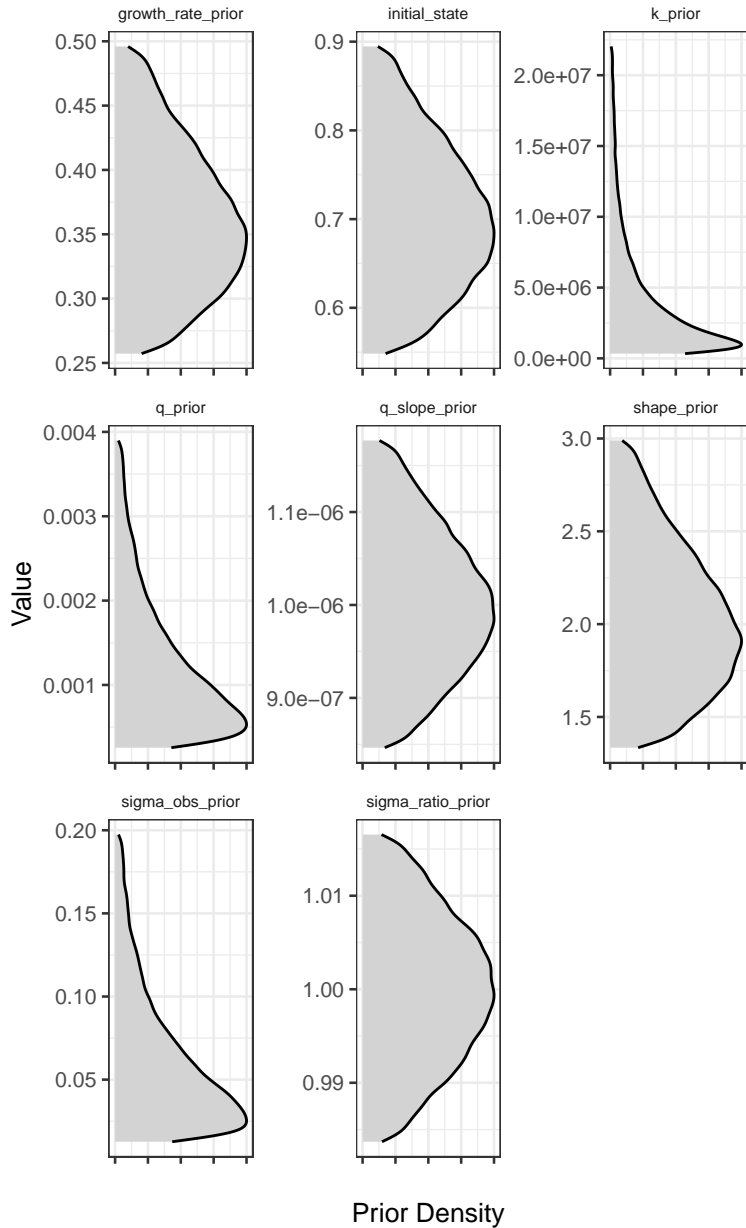 growth_rate_prior
initial_state
k_prior
0.50
0.45
0.40
0.35
0.30
0.25
0.9
0.8
0.7
0.6
2.0e+07
1.5e+07
1.0e+07
5.0e+06
0.0e+00
q_prior
q_slope_prior
shape_prior
0.004
0.003
0.002
0.001
1.1e−06
1.0e−06
9.0e−07
3.0
2.5
2.0
1.5
Value
sigma_obs_prior
sigma_ratio_prior
0.20
0.15
0.10
0.05
1.01
1.00
0.99
Prior Density